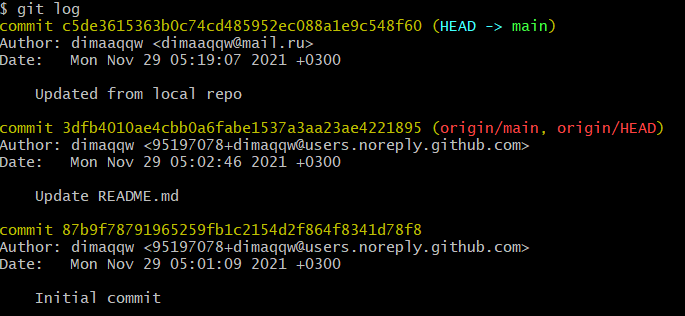 $ git log
commit c5de3615363b0c74cd485952ec088a1e9c548f60 (HEAD -> main)
Author: dimaaqqw <dimaaqqw@mail.ru>
Date:   Mon Nov 29 05:19:07 2021 +0300
Updated from local repo
commit 3dfb4010ae4cbb0a6fabe1537a3aa23ae4221895 (origin/main, origin/HEAD)
Author: dimaqqw <95197078+dimaqqw@users.noreply.github.com>
Date:   Mon Nov 29 05:02:46 2021 +0300
Update README.md
commit 87b9f78791965259fb1c2154d2f864f8341d78f8
Author: dimaqqw <95197078+dimaqqw@users.noreply.github.com>
Date:   Mon Nov 29 05:01:09 2021 +0300
Initial commit